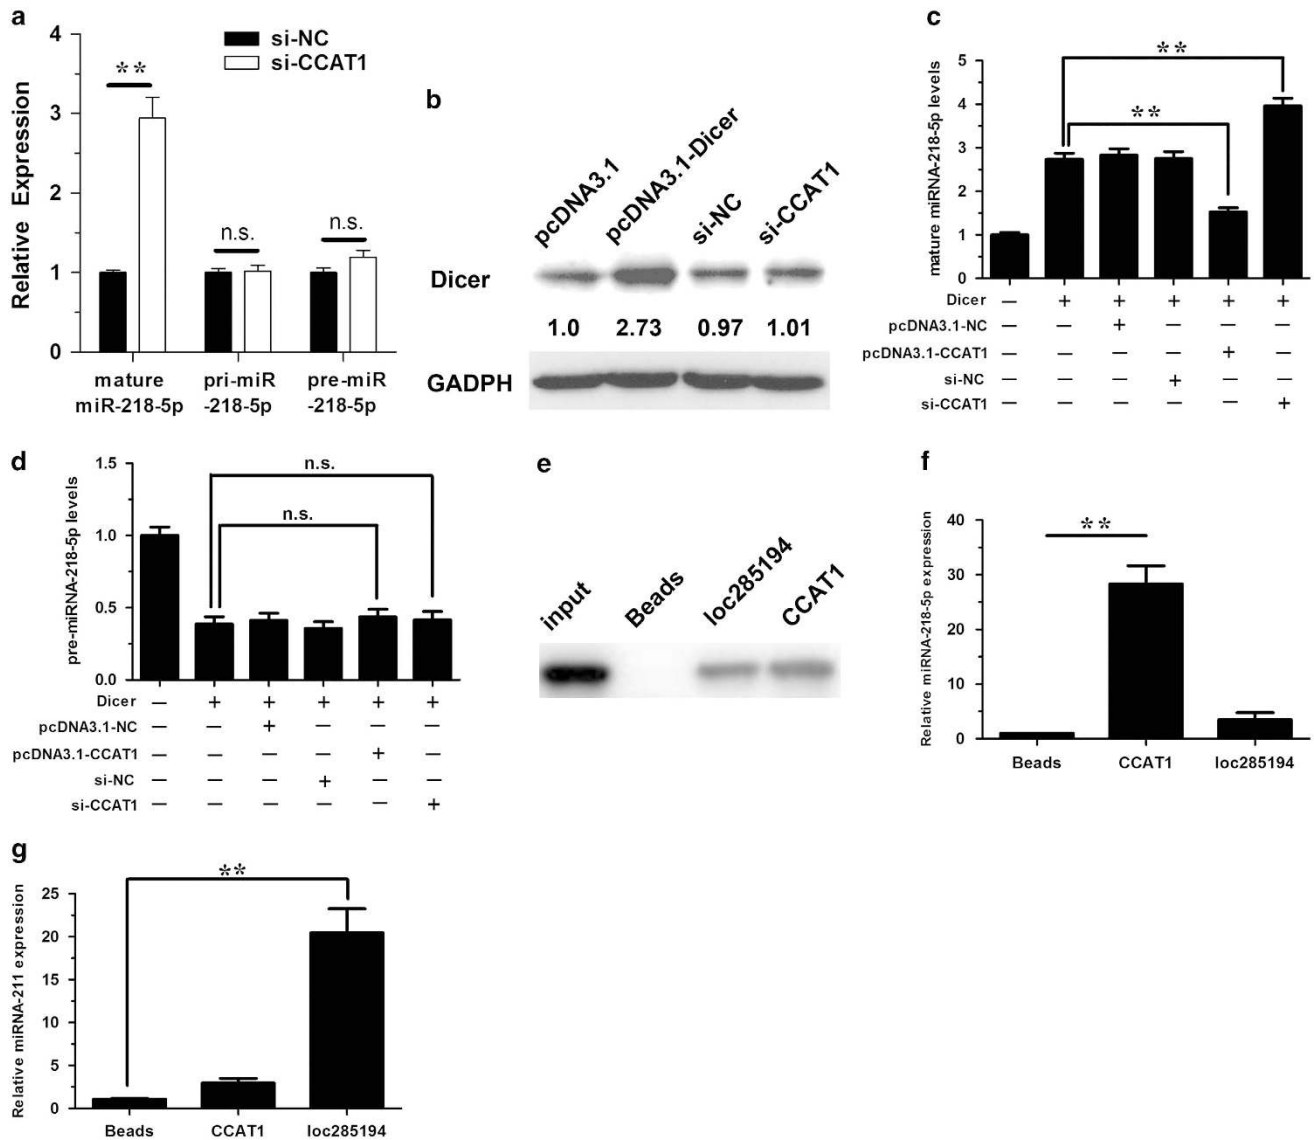 a
Relative Expression
4
3
2
1
0
si-NC
si-CCAT1
**
n.s.
n.s.
mature
miR-218-5p
pri-miR
-218-5p
pre-miR
-218-5p
b
pcDNA3.1
pcDNA3.1-Dicer
si-NC
si-CCAT1
Dicer
1.0 2.73 0.97 1.01
GADPH
c
mature miRNA-218-5p levels
5
4
3
2
1
0
**
**
Dicer — + + + + +
pcDNA3.1-NC — — + — — —
pcDNA3.1-CCAT1 — — — — + —
si-NC — — — + — —
si-CCAT1 — — — — — +
d
pre-miRNA-218-5p levels
1.5
1.0
0.5
0.0
n.s.
n.s.
Dicer — + + + + +
pcDNA3.1-NC — — + — — —
pcDNA3.1-CCAT1 — — — — + —
si-NC — — — + — —
si-CCAT1 — — — — — +
e
input
Beads
loc285194
CCAT1
f
Relative miRNA-218-5p expression
40
30
20
10
0
**
Beads CCAT1 loc285194
g
Relative miRNA-211 expression
25
20
15
10
5
0
**
Beads CCAT1 loc285194